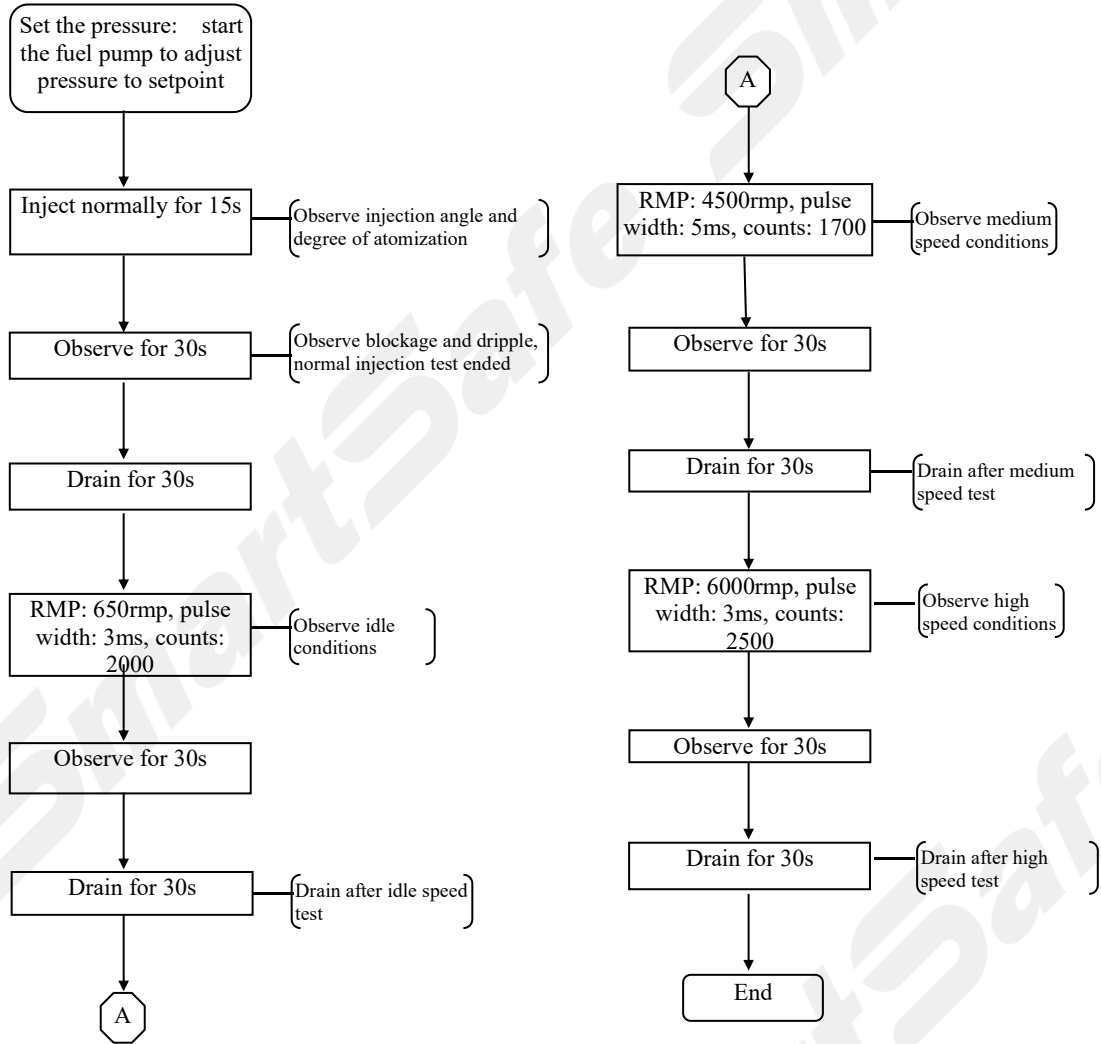 Set the pressure: start
the fuel pump to adjust
pressure to setpoint
Inject normally for 15s
Observe injection angle and
degree of atomization
Observe for 30s
Observe blockage and dripple,
normal injection test ended
Drain for 30s
RMP: 650rmp, pulse
width: 3ms, counts:
2000
Observe idle
conditions
Observe for 30s
Drain for 30s
Drain after idle speed
test
A
A
RMP: 4500rmp, pulse
width: 5ms, counts: 1700
Observe medium
speed conditions
Observe for 30s
Drain for 30s
Drain after medium
speed test
RMP: 6000rmp, pulse
width: 3ms, counts:
2500
Observe high
speed conditions
Observe for 30s
Drain for 30s
Drain after high
speed test
End
SmartSafe